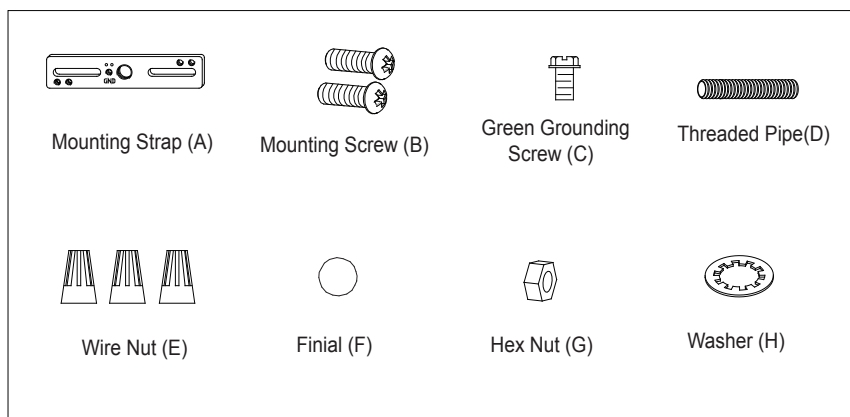 GND
Mounting Strap (A)
Mounting Screw (B)
Green Grounding
Screw (C)
Threaded Pipe(D)
Wire Nut (E)
Finial (F)
Hex Nut (G)
Washer (H)